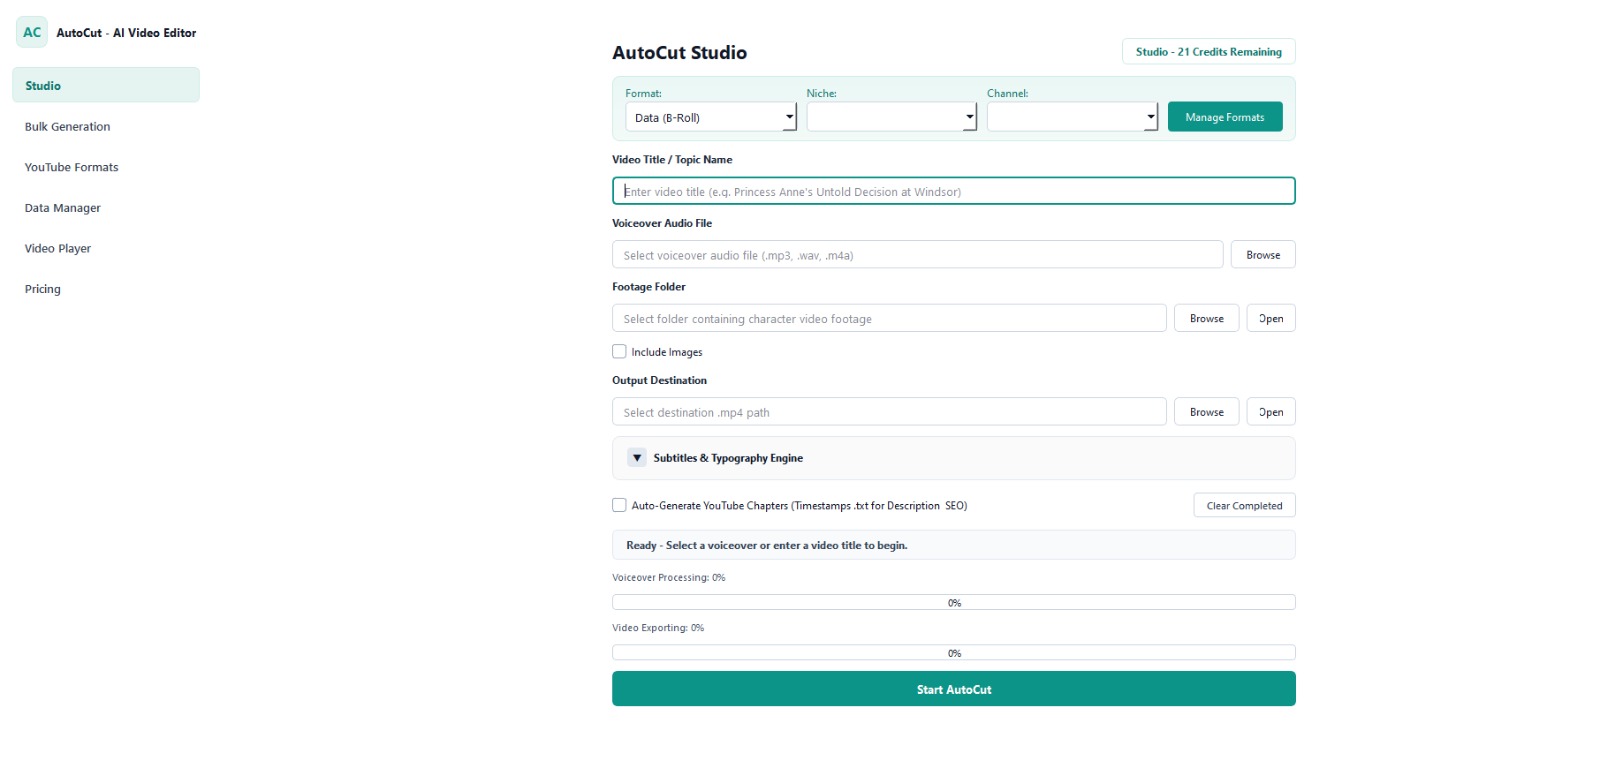 AC AutoCut - AI Video Editor
Studio
Bulk Generation
YouTube Formats
Data Manager
Video Player
Pricing
AutoCut Studio
Studio - 21 Credits Remaining
Format: Niche: Channel:
Data (B-Roll)
Manage Formats
Video Title / Topic Name
Enter video title (e.g. Princess Anne's Untold Decision at Windsor)
Voiceover Audio File
Select voiceover audio file (.mp3, .wav, .m4a) Browse
Footage Folder
Select folder containing character video footage Browse Open
Include Images
Output Destination
Select destination .mp4 path Browse Open
Subtitles & Typography Engine
Auto-Generate YouTube Chapters (Timestamps .txt for Description SEO) Clear Completed
Ready - Select a voiceover or enter a video title to begin.
Voiceover Processing: 0%
0%
Video Exporting: 0%
0%
Start AutoCut